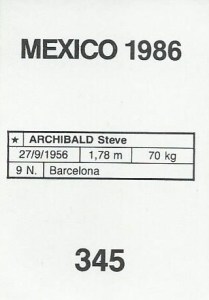 MEXICO 1986
★ ARCHIBALD Steve
27/9/1956 1,78 m 70 kg
9 N. Barcelona
345